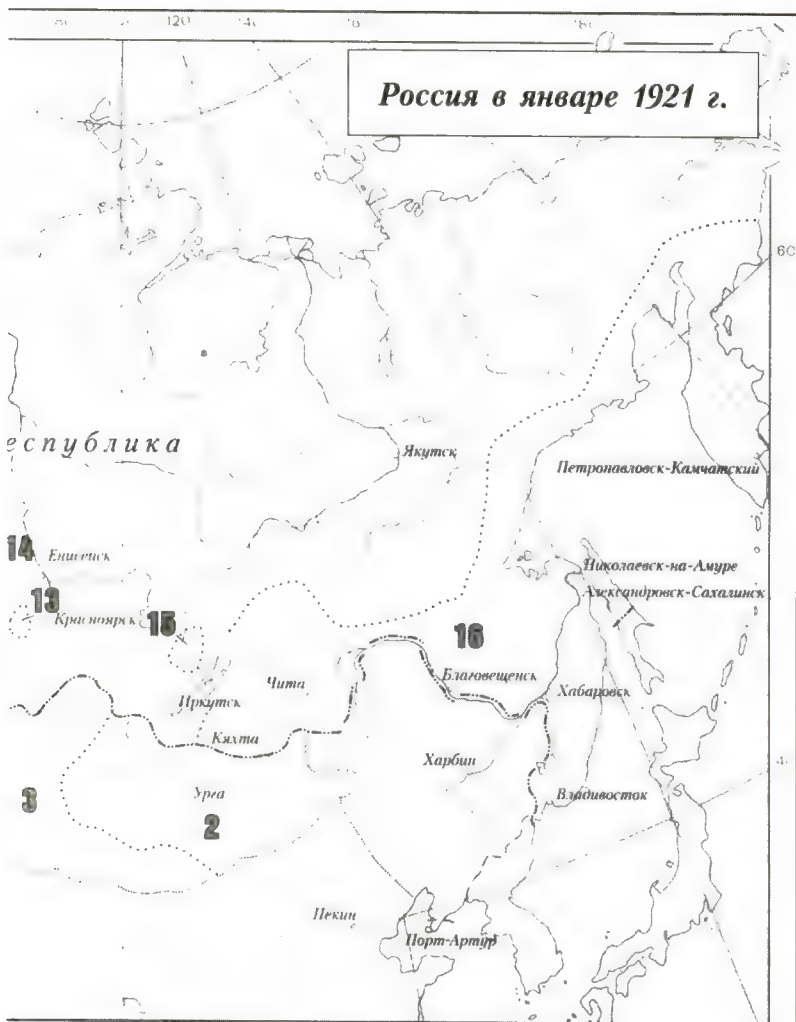 120
Россия в январе 1921 г.
60
еспублика
Якутск
Петропавловск-Камчатский
14
Енисейск
Николаевск-на-Амуре
13
Александровск-Сахалинск
Красноярск
15
16
Чита
Благовещенск
Иркутск
Хабаровск
Кяхта
Харбин
3
Урга
Владивосток
2
Пекин
Порт-Артур